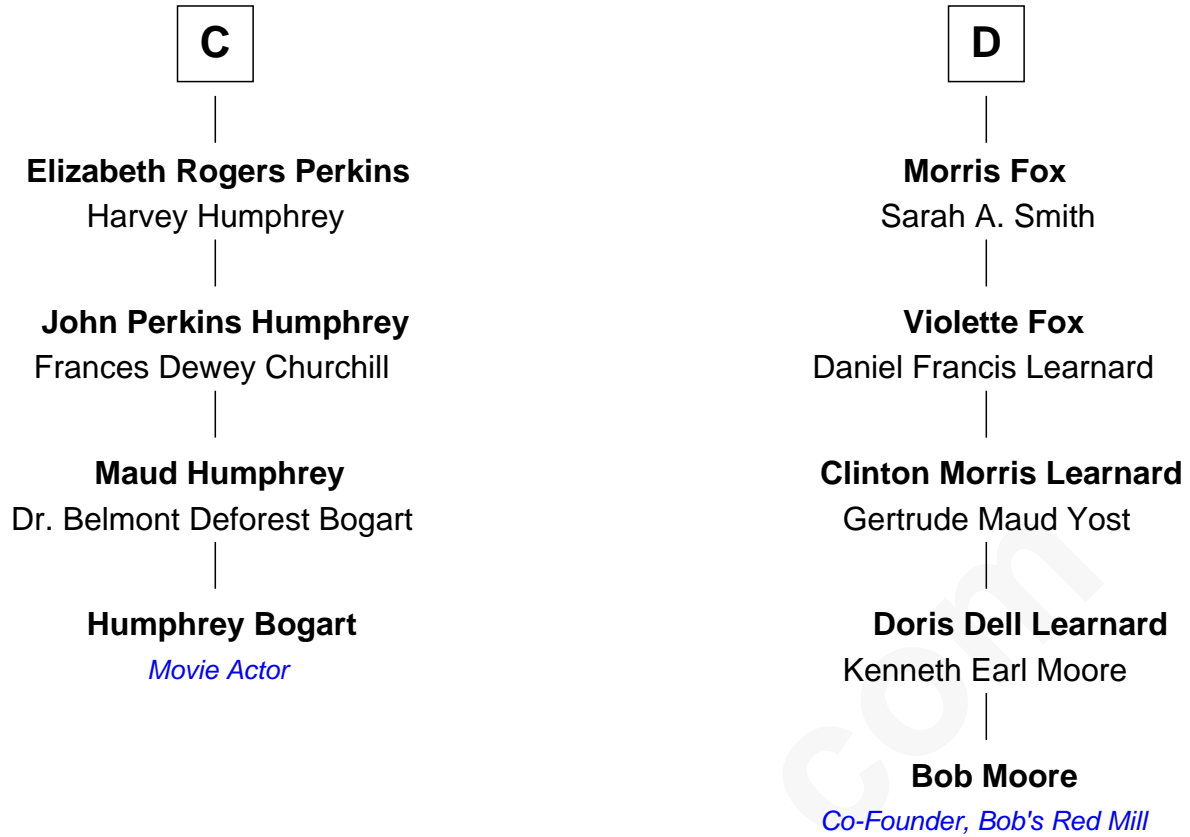 C
Elizabeth Rogers Perkins
Harvey Humphrey
John Perkins Humphrey
Frances Dewey Churchill
Maud Humphrey
Dr. Belmont Deforest Bogart
Humphrey Bogart
Movie Actor
D
Morris Fox
Sarah A. Smith
Violette Fox
Daniel Francis Learnard
Clinton Morris Learnard
Gertrude Maud Yost
Doris Dell Learnard
Kenneth Earl Moore
Bob Moore
Co-Founder, Bob's Red Mill
com